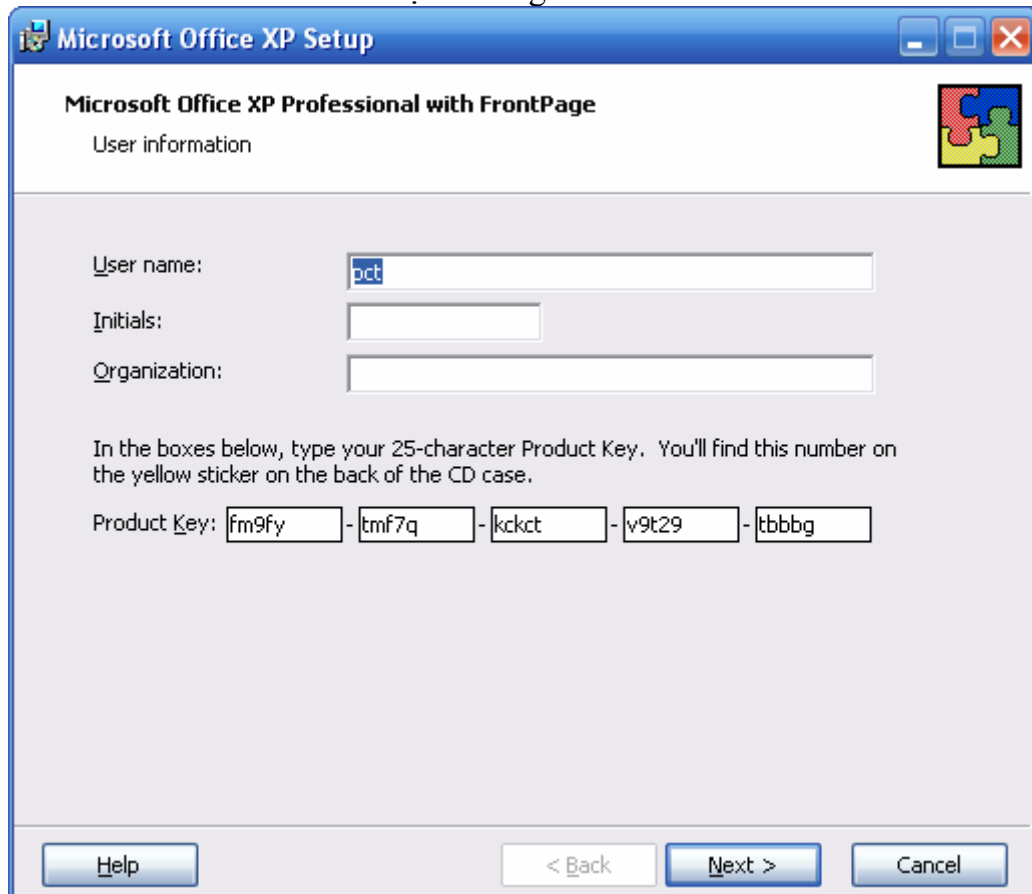 Microsoft Office XP Setup
Microsoft Office XP Professional with FrontPage
User information
User name: pct
Initials:
Organization:
In the boxes below, type your 25-character Product Key. You'll find this number on
the yellow sticker on the back of the CD case.
Product Key: fm9fy - tmf7q - kckct - v9t29 - tbbbg
Help < Back Next > Cancel